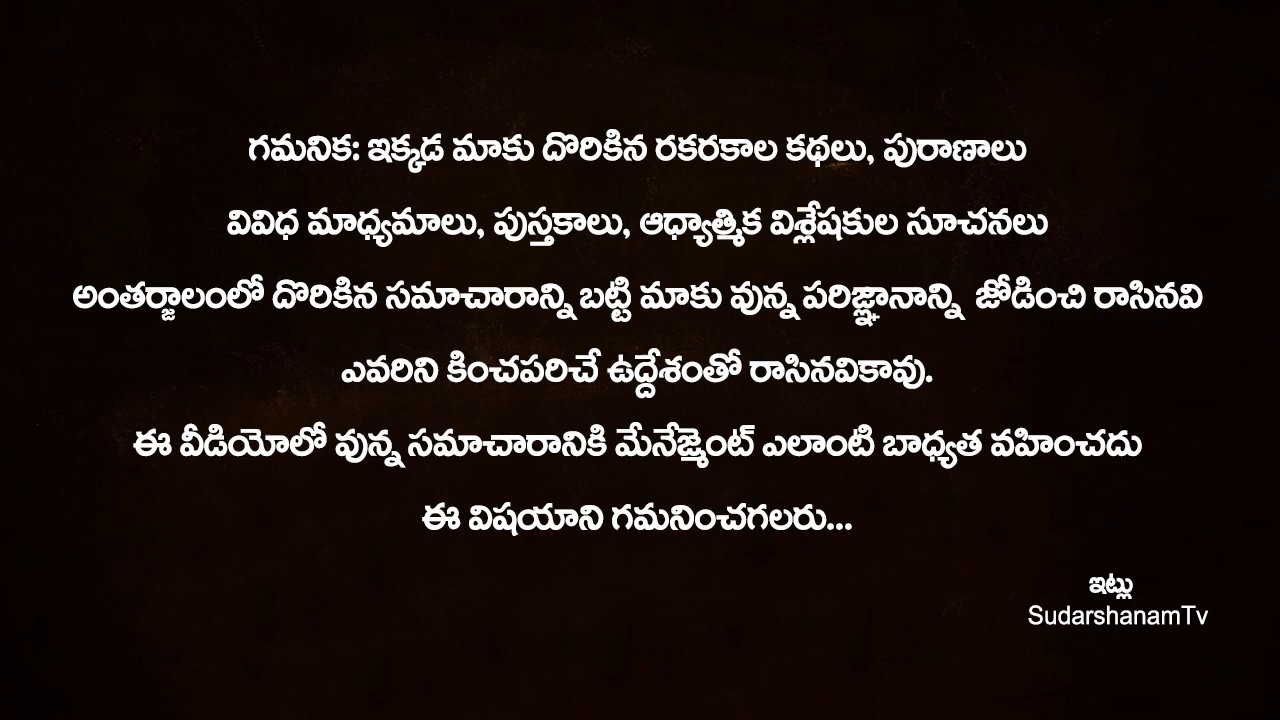 గమనిక: ఇక్కడ మాకు దొరికిన రకరకాల కథలు, పురాణాలు
వివిధ మాధ్యమాలు, పుస్తకాలు, ఆధ్యాత్మిక విశ్లేషకుల సూచనలు
అంతర్జాలంలో దొరికిన సమాచారాన్ని బట్టి మాకు వున్న పరిజ్ఞానాన్ని జోడించి రాసినవి
ఎవరిని కించపరిచే ఉద్దేశంతో రాసినవికావు.
ఈ వీడియోలో వున్న సమాచారానికి మేనేజ్మెంట్ ఎలాంటి బాధ్యత వహించదు
ఈ విషయాని గమనించగలరు...
ఇట్లు
SudarshanamTv